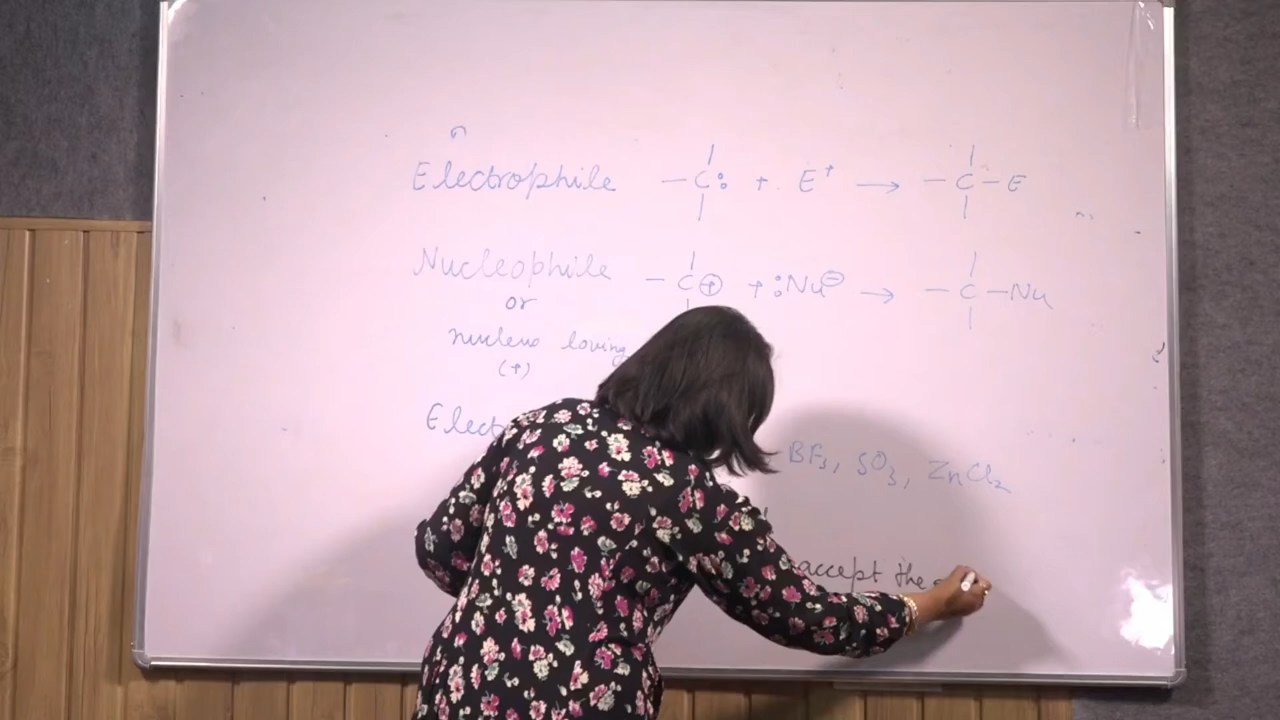 Electrophile —C: + E⁺ → —C—E
Nucleophile —C⊕ + :Nu⊖ → —C—Nu
or
nucleus loving
(+)
Elect
BF₃, SO₃, ZnCl₂
accept the